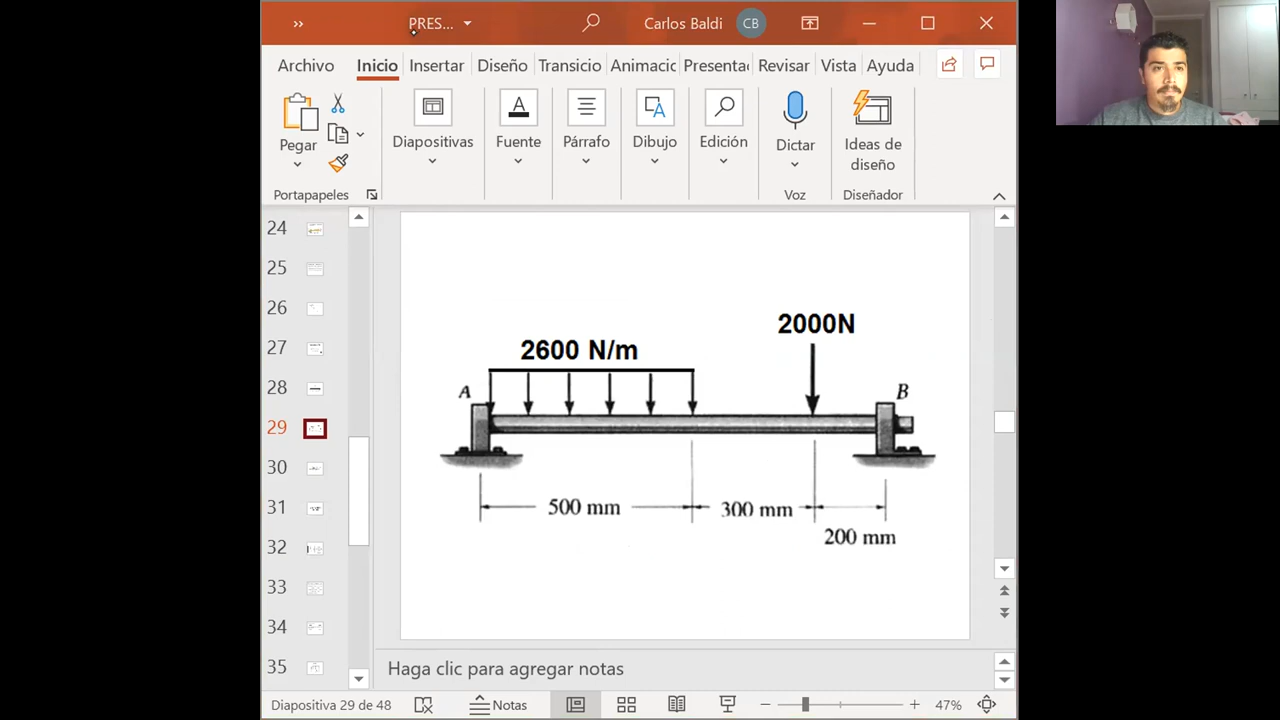 PRES...
Carlos Baldi
CB
Archivo Inicio Insertar Diseño Transicio Animacic Presentac Revisar Vista Ayuda
Pegar
Diapositivas
Fuente
Párrafo
Dibujo
Edición
Dictar
Ideas de
diseño
Portapapeles
Voz
Diseñador
24
25
26
27
28
29
30
31
32
33
34
35
2000N
2600 N/m
A
B
500 mm
300 mm
200 mm
Haga clic para agregar notas
Diapositiva 29 de 48
Notas
47%